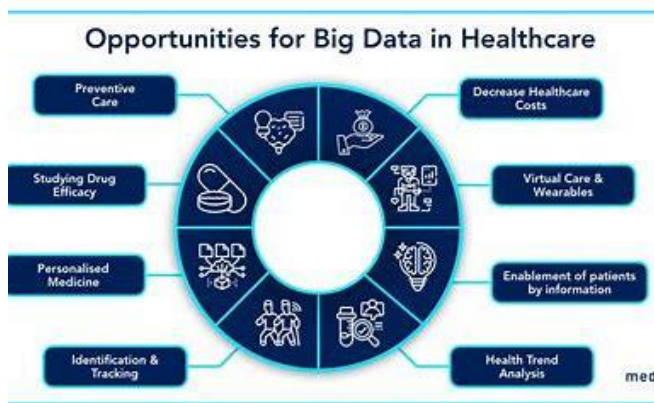 Opportunities for Big Data in Healthcare
Preventive
Care
Decrease Healthcare
Costs
Studying Drug
Efficacy
Virtual Care &
Wearables
Personalised
Medicine
Enablement of patients
by information
Identification &
Tracking
Health Trend
Analysis
med